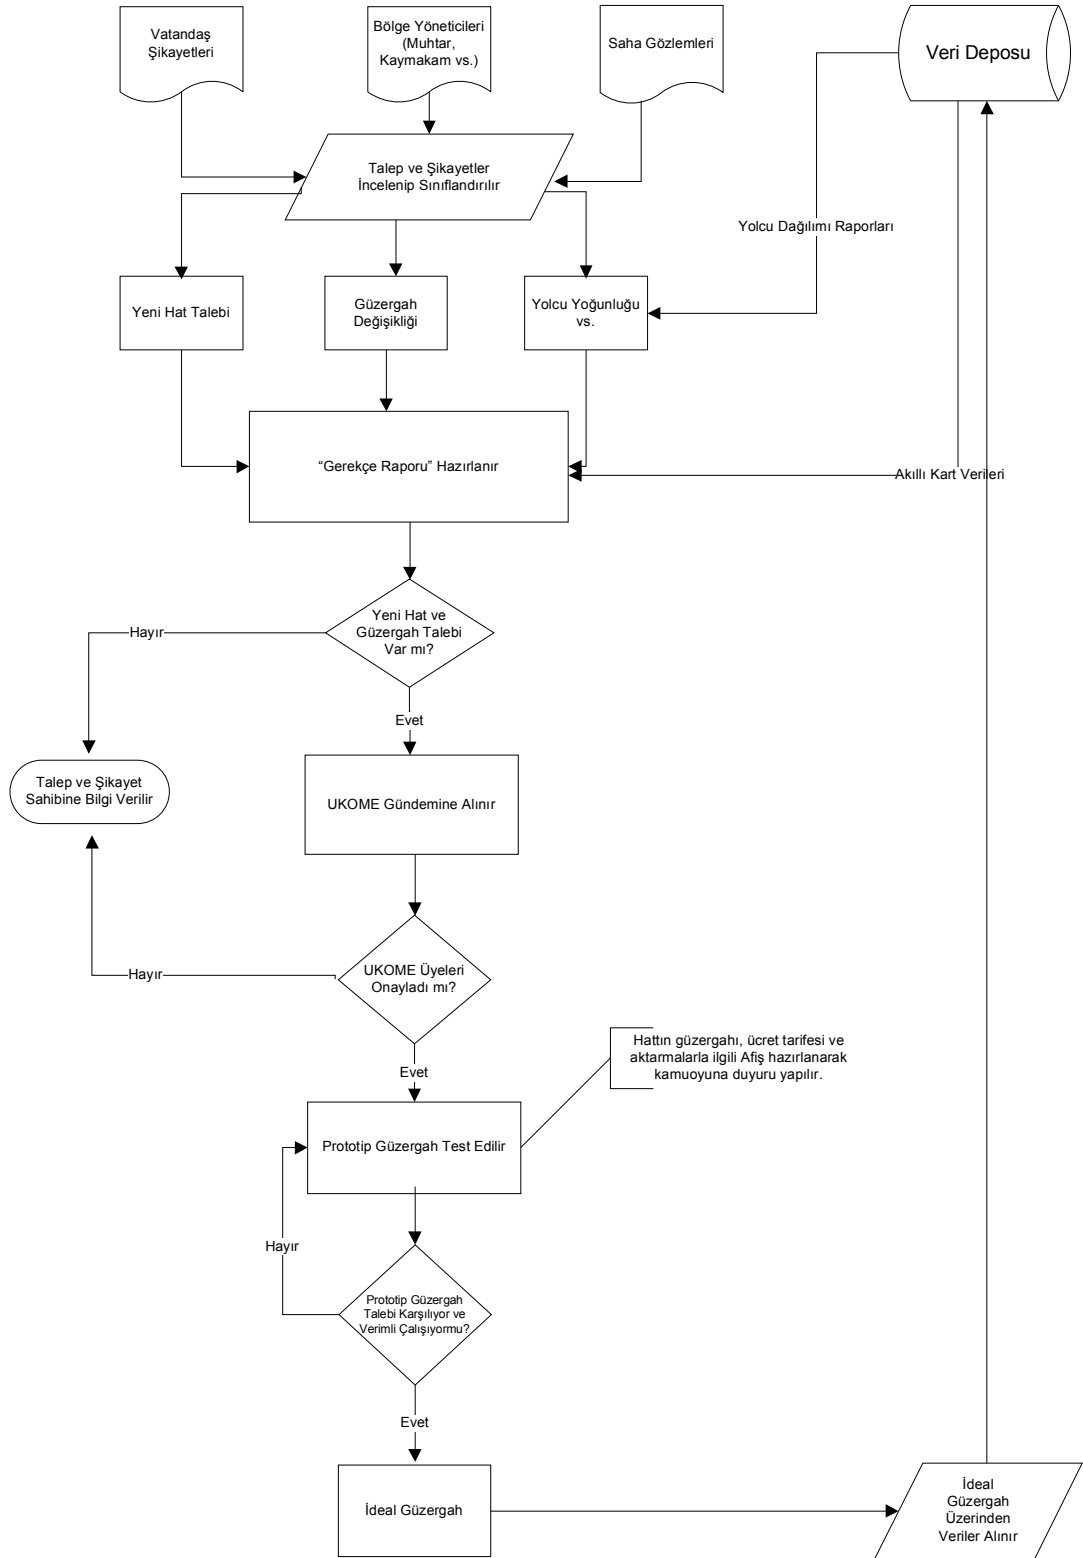 Vatandaş
Şikayetleri
Bölge Yöneticileri
(Muhtar,
Kaymakam vs.)
Saha Gözlemleri
Veri Deposu
Talep ve Şikayetler
İncelenip Sınıflandırılır
Yolcu Dağılımı Raporları
Yeni Hat Talebi
Güzergah
Değişikliği
Yolcu Yoğunluğu
vs.
“Gerekçe Raporu” Hazırlanır
Akıllı Kart Verileri
Yeni Hat ve
Güzergah Talebi
Var mı?
Hayır
Evet
Talep ve Şikayet
Sahibine Bilgi Verilir
UKOME Gündemine Alınır
UKOME Üyeleri
Onayladı mı?
Hayır
Evet
Hattın güzergahı, ücret tarifesi ve
aktarmalarla ilgili Afiş hazırlanarak
kamuoyuna duyuru yapılır.
Prototip Güzergah Test Edilir
Hayır
Prototip Güzergah
Talebi Karşılıyor ve
Verimli Çalışıyormu?
Evet
İdeal Güzergah
İdeal
Güzergah
Üzerinden
Veriler Alınır